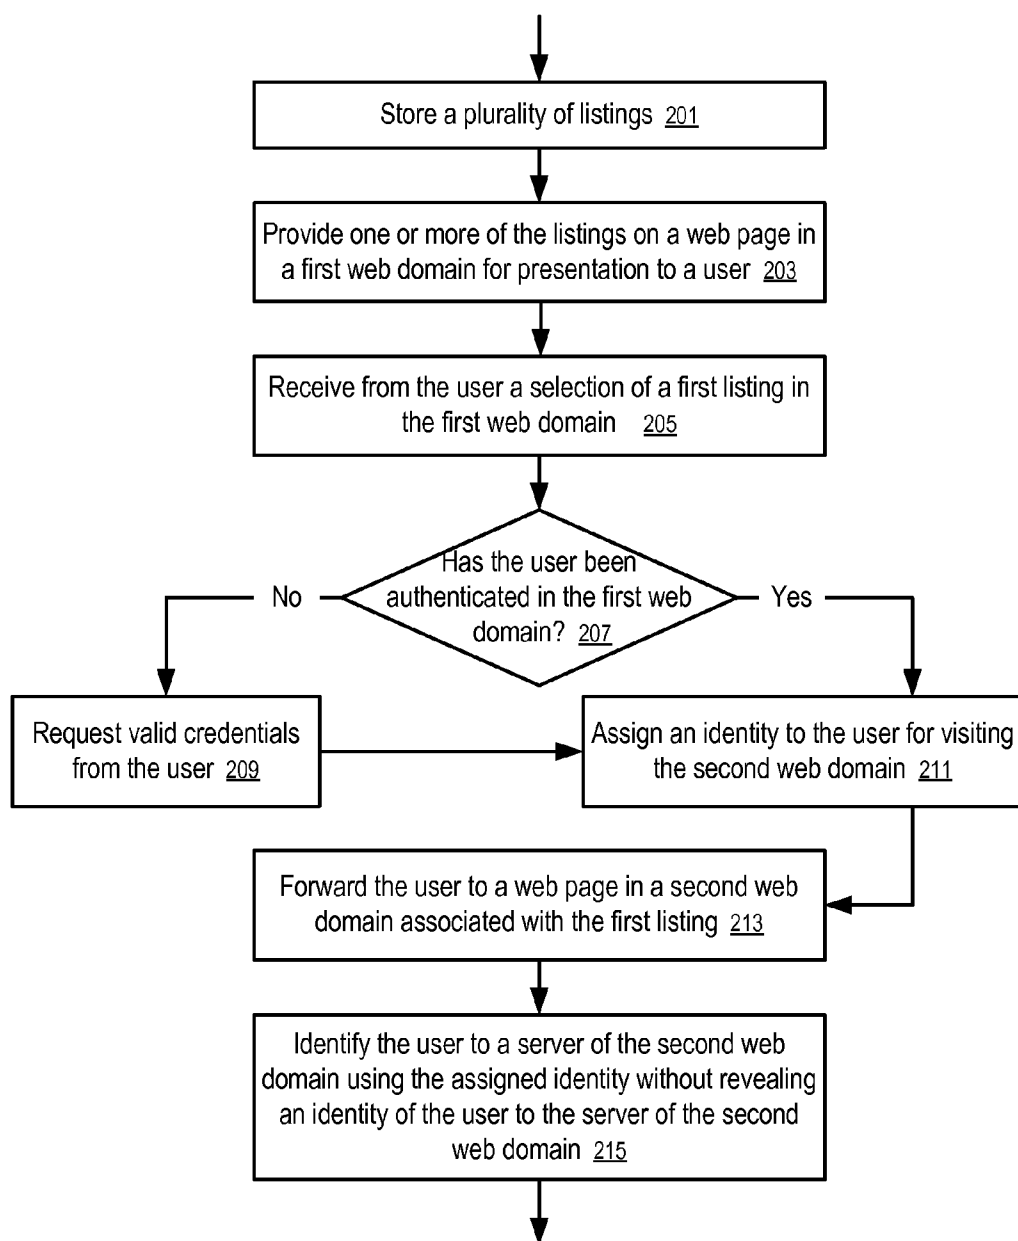 Store a plurality of listings 201
Provide one or more of the listings on a web page in
a first web domain for presentation to a user 203
Receive from the user a selection of a first listing in
the first web domain 205
Has the user been
authenticated in the first web
domain? 207
No
Yes
Request valid credentials
from the user 209
Assign an identity to the user for visiting
the second web domain 211
Forward the user to a web page in a second web
domain associated with the first listing 213
Identify the user to a server of the second web
domain using the assigned identity without revealing
an identity of the user to the server of the second
web domain 215